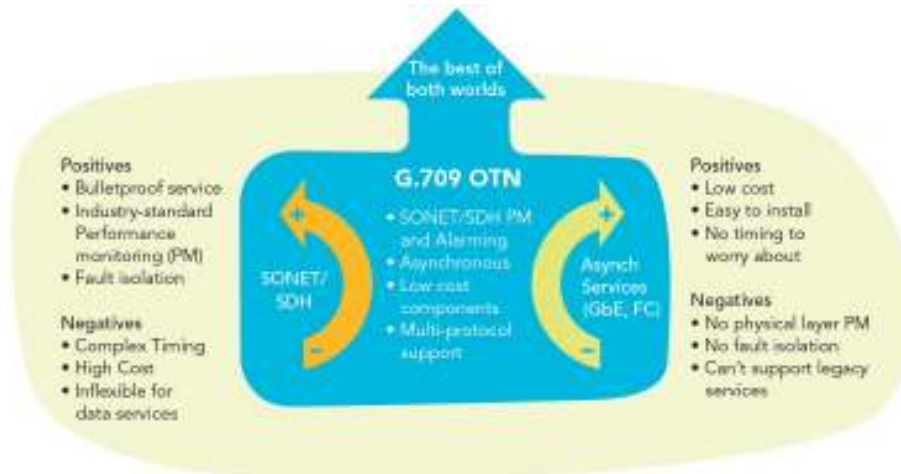 The best of
both worlds
Positives
• Bulletproof service
• Industry-standard
Performance
monitoring (PM)
• Fault isolation
Negatives
• Complex Timing
• High Cost
• Inflexible for
data services
SONET/
SDH
+
−
G.709 OTN
• SONET/SDH PM
and Alarming
• Asynchronous
• Low cost
components
• Multi-protocol
support
+
−
Asynch
Services
(GbE, FC)
Positives
• Low cost
• Easy to install
• No timing to
worry about
Negatives
• No physical layer PM
• No fault isolation
• Can't support legacy
services